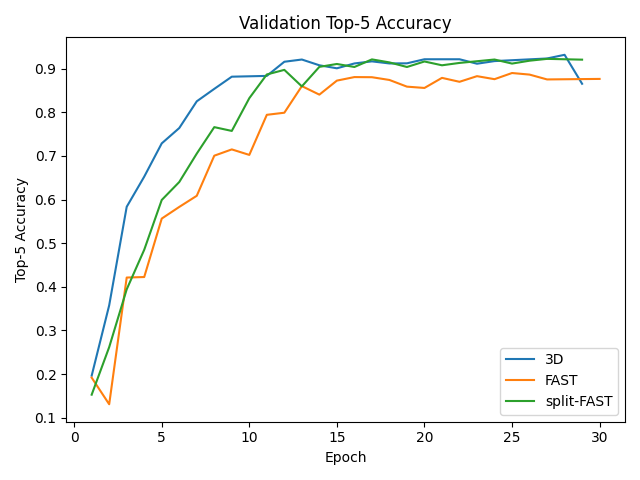 Validation Top-5 Accuracy
Top-5 Accuracy
0.9
0.8
0.7
0.6
0.5
0.4
0.3
0.2
0.1
3D
FAST
split-FAST
0 5 10 15 20 25 30
Epoch